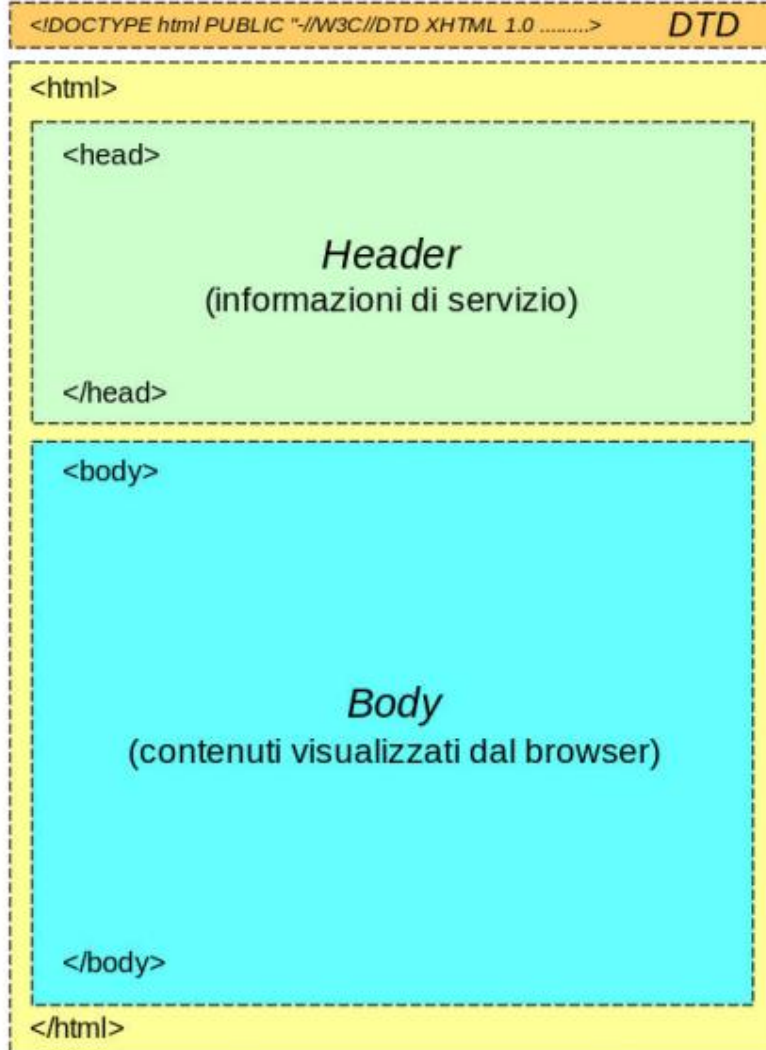 <!DOCTYPE html PUBLIC "-//W3C//DTD XHTML 1.0 .........> DTD
<html>
<head>
Header
(informazioni di servizio)
</head>
<body>
Body
(contenuti visualizzati dal browser)
</body>
</html>